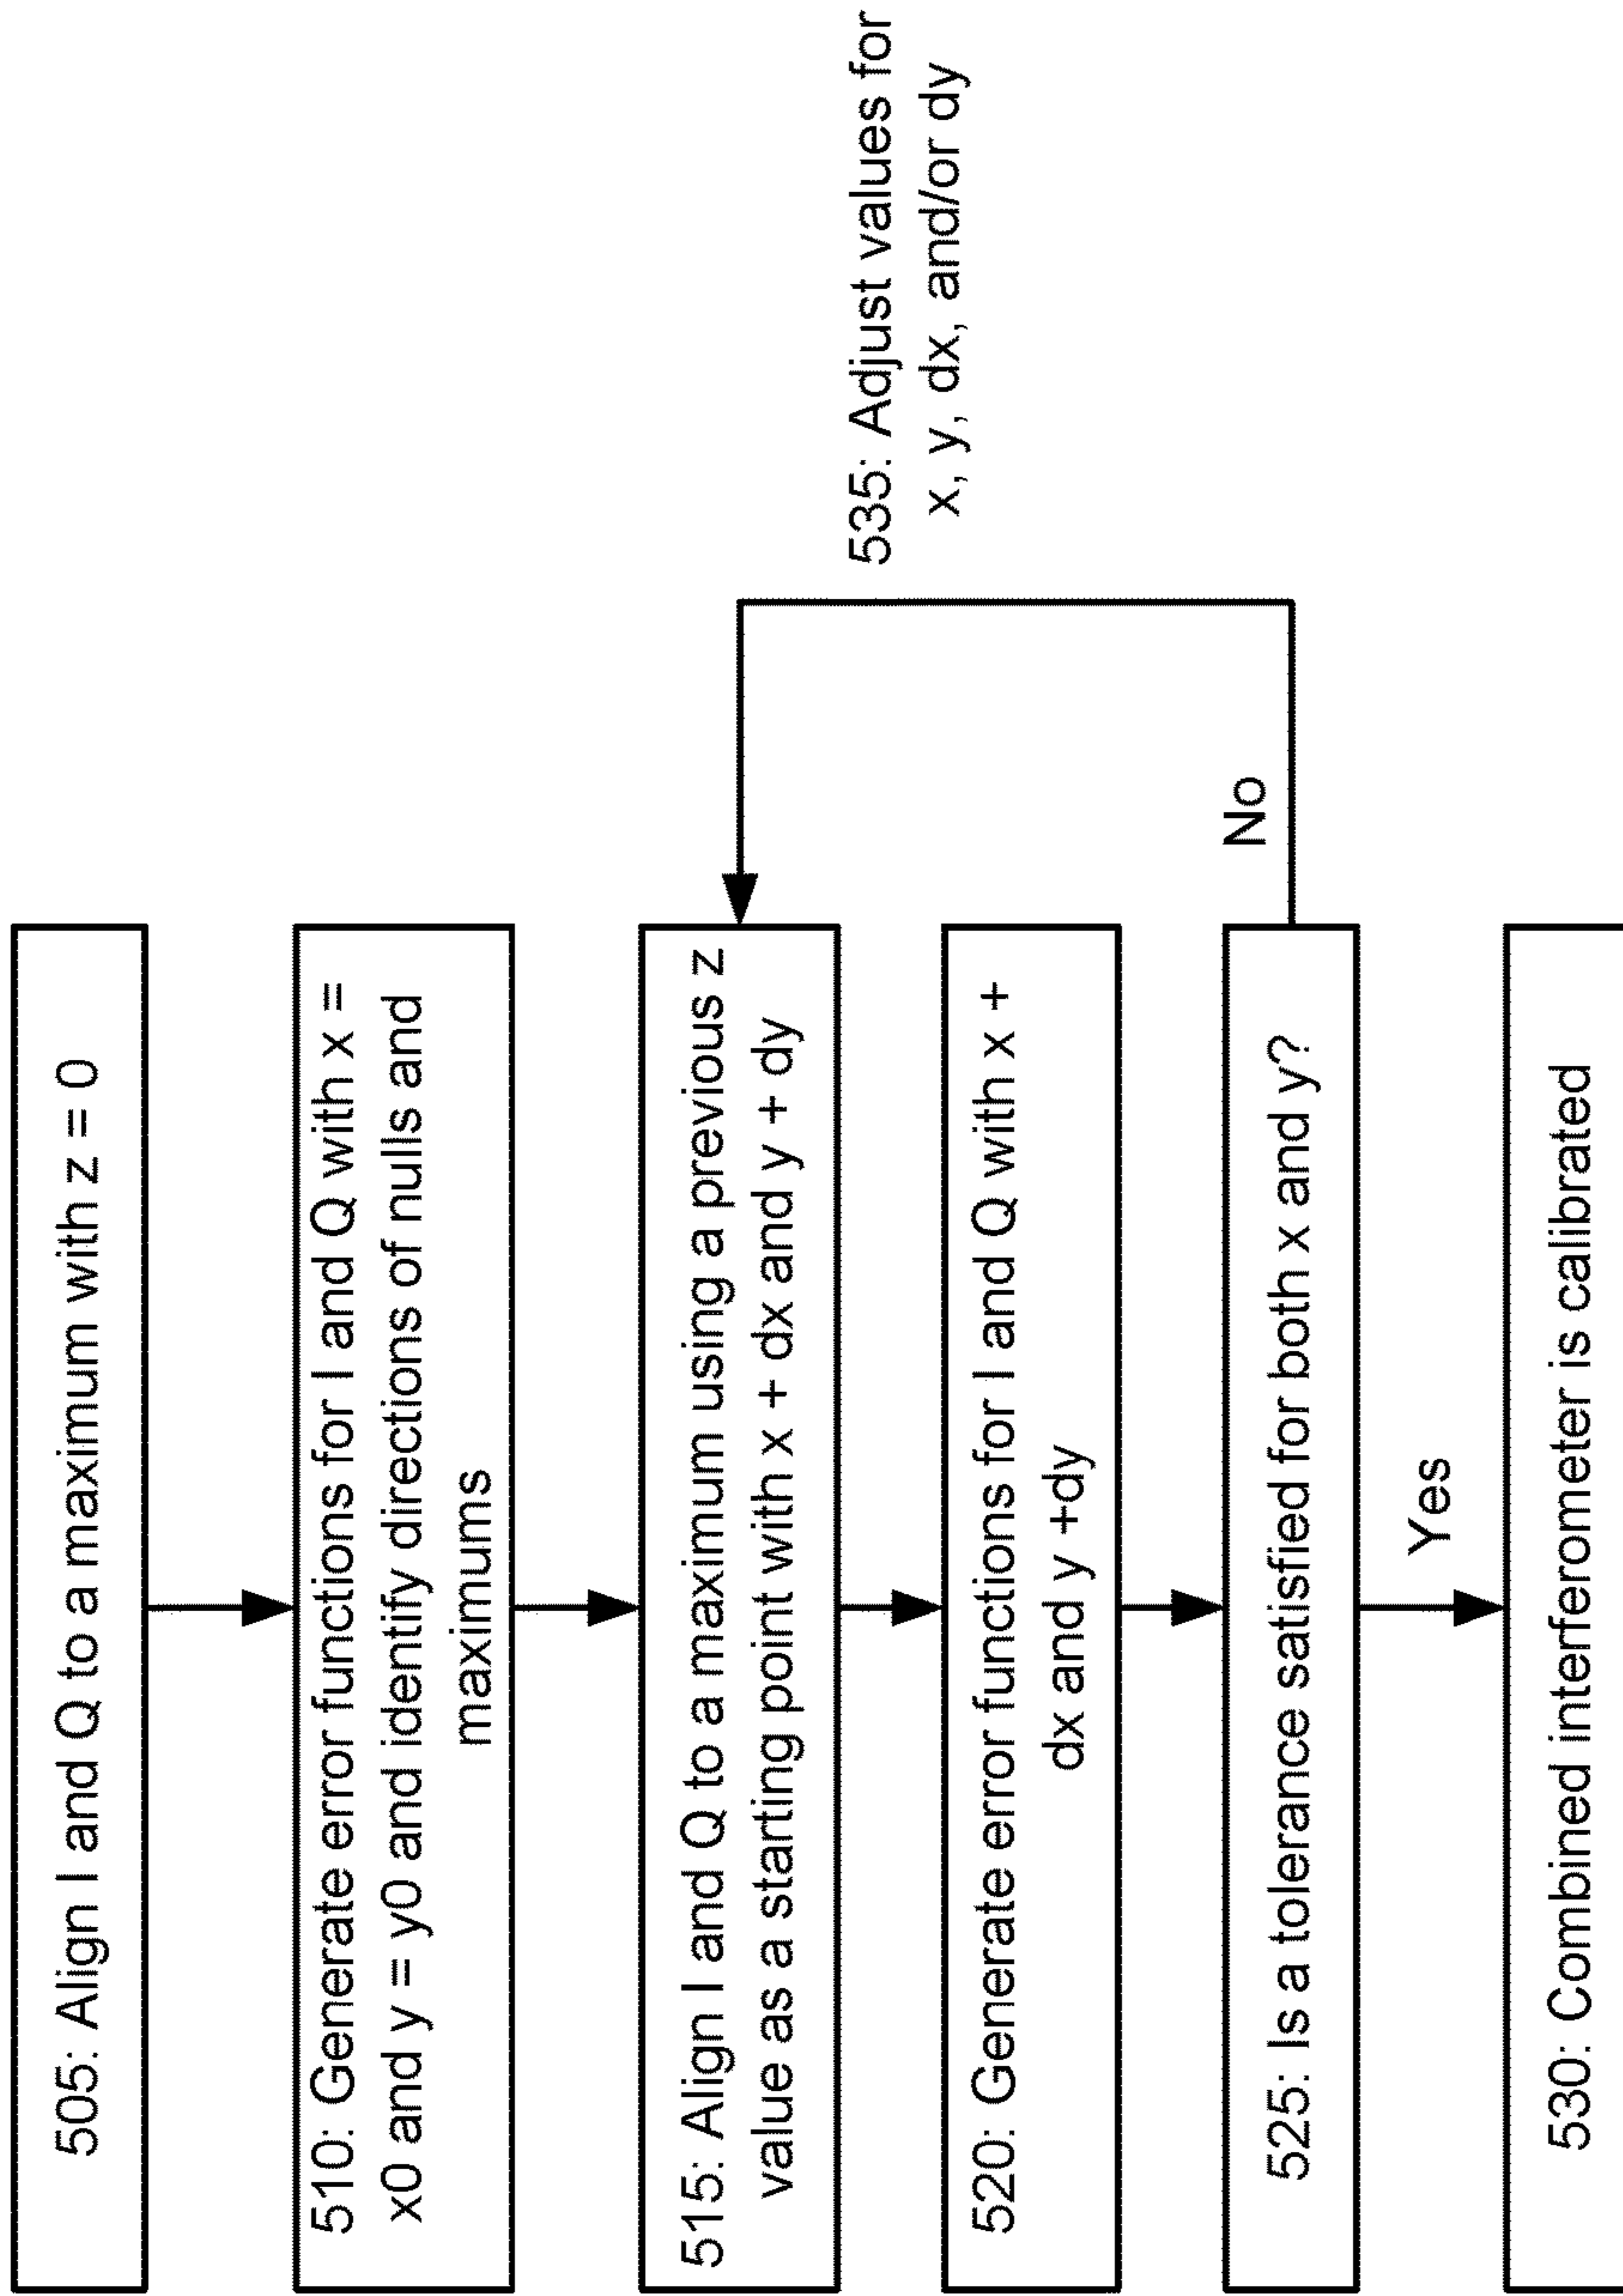 505: Align I and Q to a maximum with z = 0
510: Generate error functions for I and Q with x =
x0 and y = y0 and identify directions of nulls and
maximums
515: Align I and Q to a maximum using a previous z
value as a starting point with x + dx and y + dy
520: Generate error functions for I and Q with x +
dx and y +dy
525: Is a tolerance satisfied for both x and y?
No
535: Adjust values for
x, y, dx, and/or dy
Yes
530: Combined interferometer is calibrated